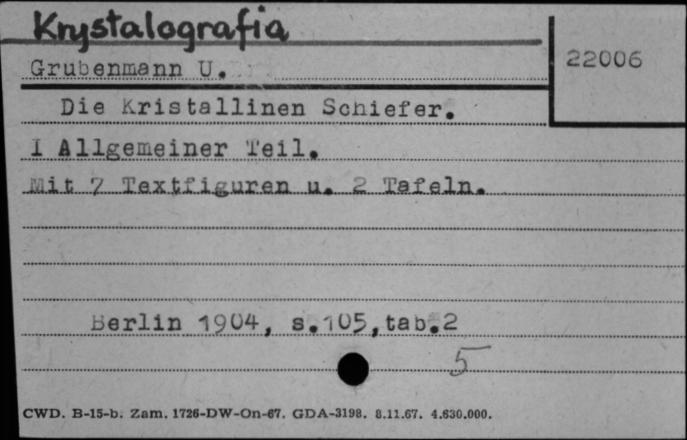 Krystalografia
22006
Grubenmann U.
Die Kristallinen Schiefer.
I Allgemeiner Teil.
Mit 7 Textfiguren u. 2 Tafeln.
Berlin 1904, s.105,tab.2
5
CWD. B-15-b. Zam. 1726-DW-On-67. GDA-3198. 8.11.67. 4.630.000.